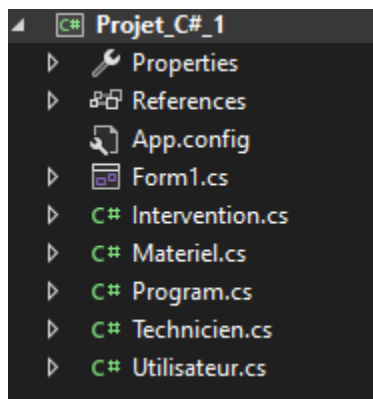 C# Projet_C#_1
Properties
References
App.config
Form1.cs
C# Intervention.cs
C# Materiel.cs
C# Program.cs
C# Technicien.cs
C# Utilisateur.cs